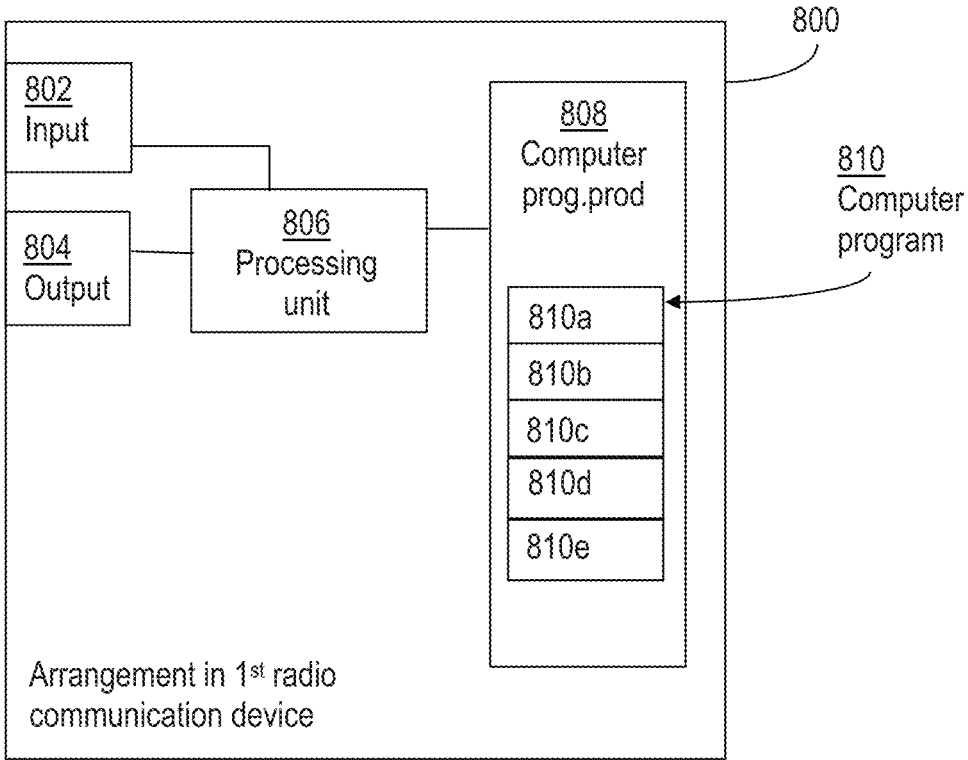 800
802
Input
804
Output
806
Processing
unit
808
Computer
prog.prod
810
Computer
program
810a
810b
810c
810d
810e
Arrangement in 1st radio
communication device